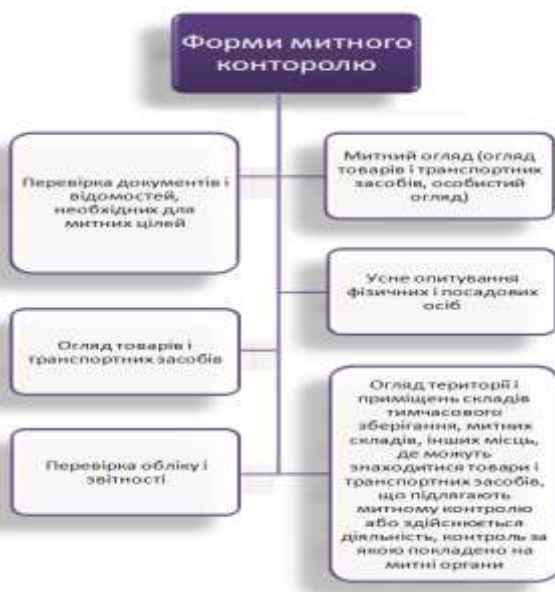 Форми митного
конторолю
Перевірка документів і
відомостей,
необхідних для
митних цілей
Митний огляд (огляд
товарів і транспортних
засобів, особистий
огляд)
Усне опитування
фізичних і посадових
осіб
Огляд товарів і
транспортних засобів
Огляд території і
приміщень складів
тимчасового
зберігання, митних
складів, інших місць,
де можуть
знаходитися товари і
транспортних засобів,
що підлягають
митному контролю
або здійснюється
діяльність, контроль за
якою покладено на
митні органи
Перевірка обліку і
звітності